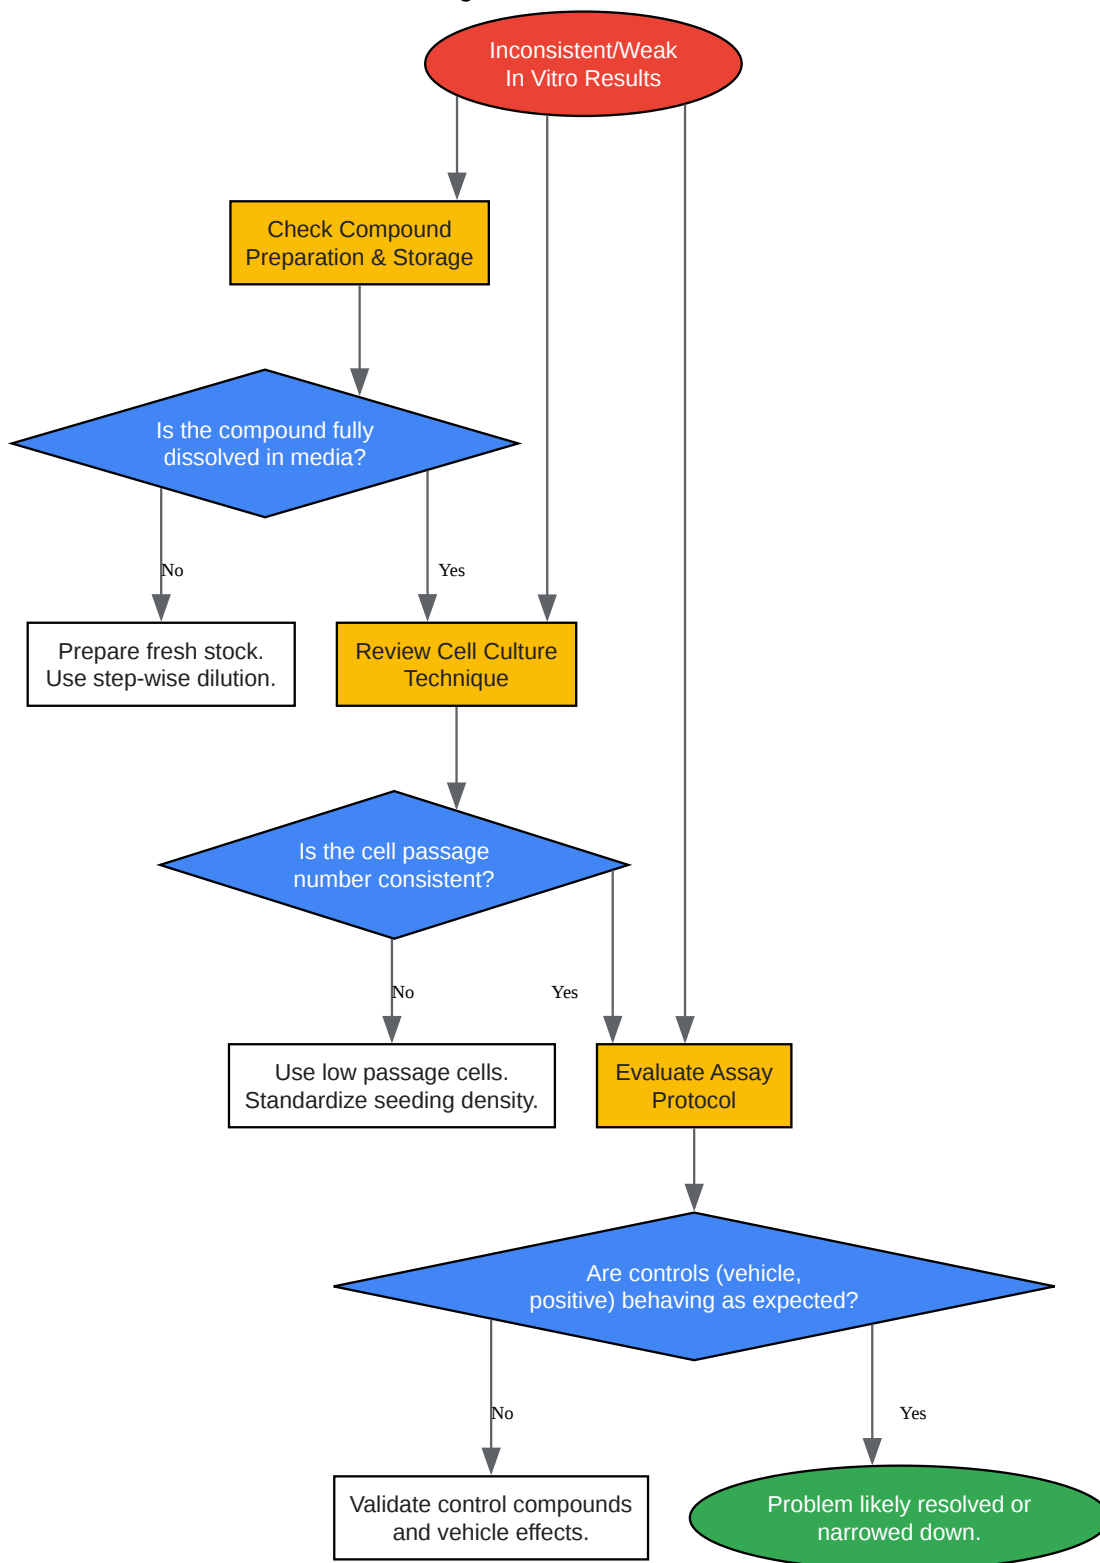 Inconsistent/Weak
In Vitro Results
Check Compound
Preparation & Storage
Is the compound fully
dissolved in media?
No
Yes
Prepare fresh stock.
Use step-wise dilution.
Review Cell Culture
Technique
Is the cell passage
number consistent?
No
Yes
Use low passage cells.
Standardize seeding density.
Evaluate Assay
Protocol
Are controls (vehicle,
positive) behaving as expected?
No
Yes
Validate control compounds
and vehicle effects.
Problem likely resolved or
narrowed down.